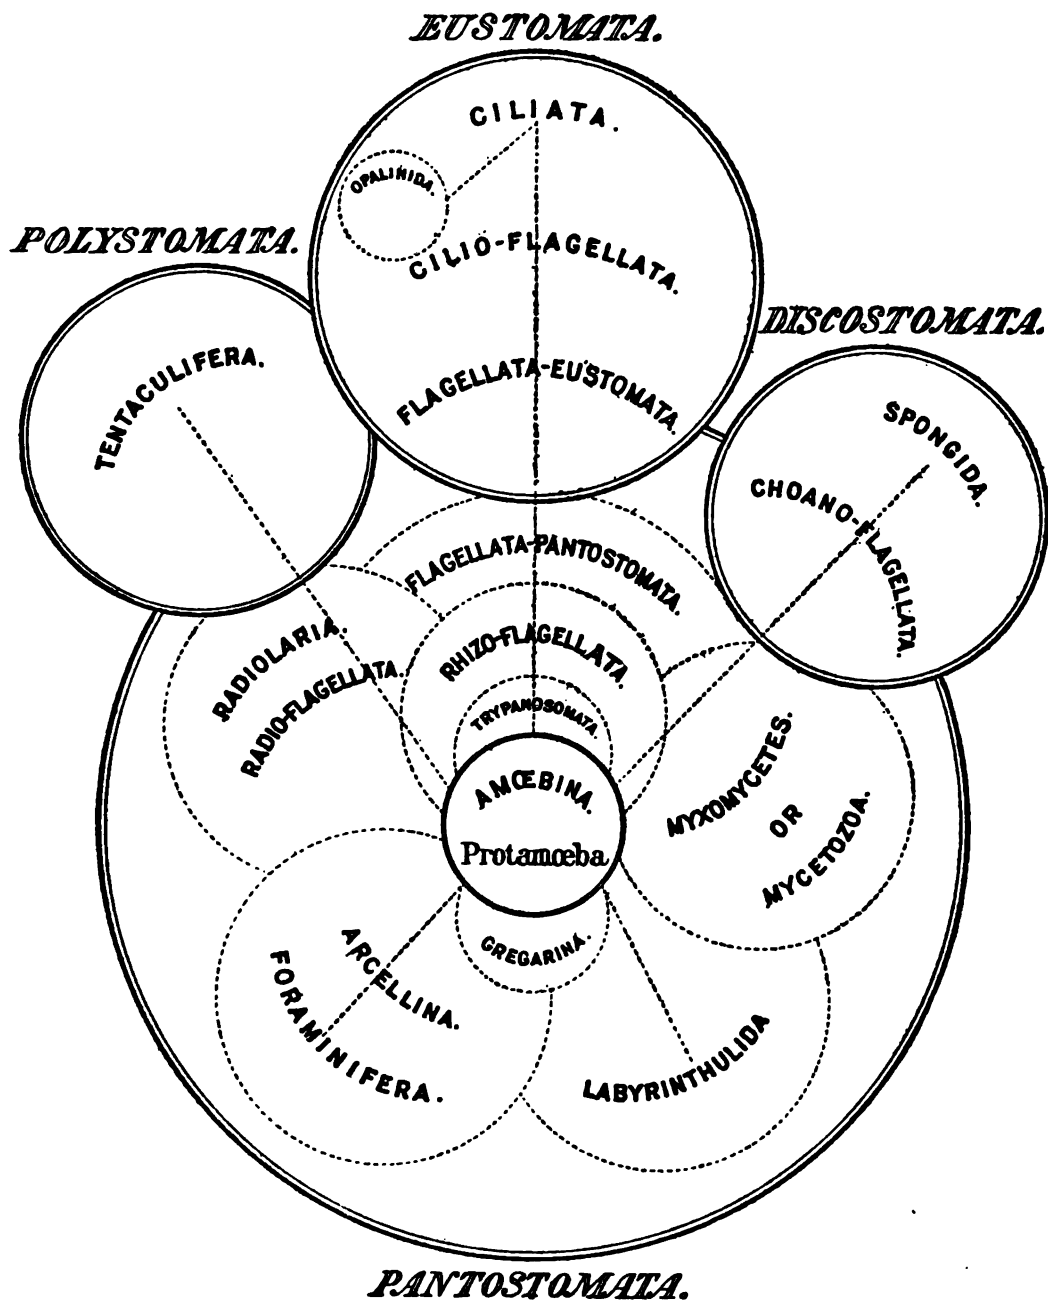 EUSTOMATA.
CILIATA.
OPALINIDA.
POLYSTOMATA.
CILIO-FLAGELLATA.
DISCOSTOMATA.
TENTACULIFERA.
FLAGELLATA-EUSTOMATA.
SPONGIDA.
CHOANO-FLAGELLATA.
FLAGELLATA-PANTOSTOMATA.
RADIOLARIA.
RHIZO-FLAGELLATA.
RADIO-FLAGELLATA.
TRYPANOSOMATA.
MYXOMYCETES.
OR
MYCETOZOA.
AMŒBINA.
Protamœba
GREGARINA.
ARCELLINA.
FORAMINIFERA.
LABYRINTHULIDA
PANTOSTOMATA.